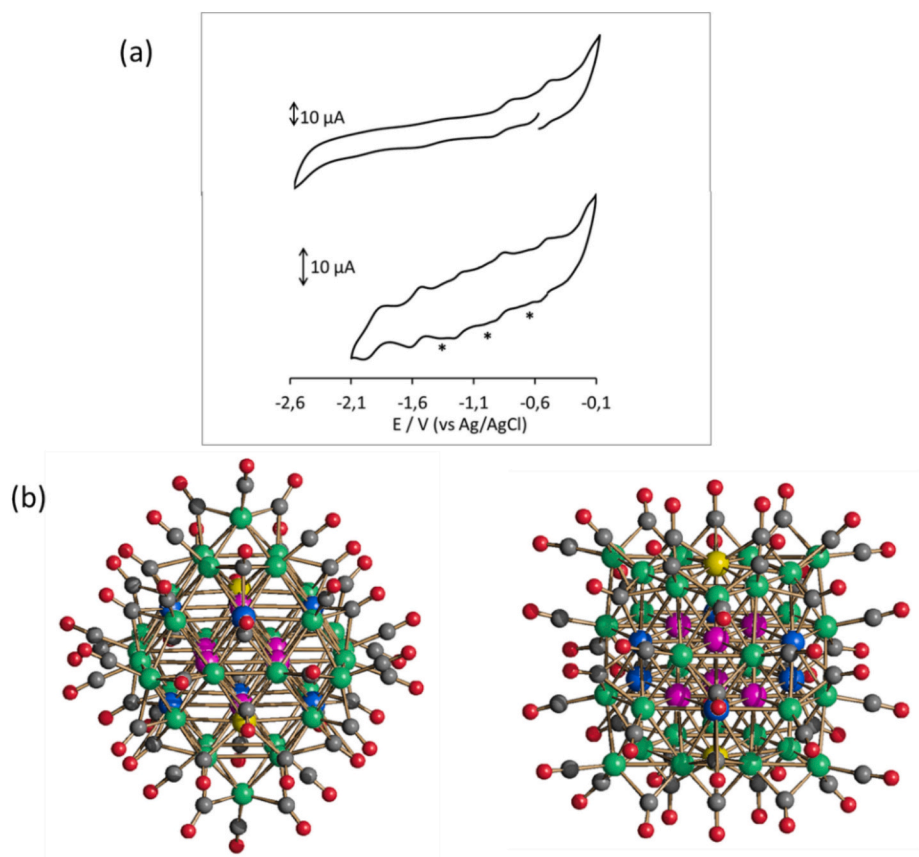 (a)
10 µA
10 µA
* * *
-2,6 -2,1 -1,6 -1,1 -0,6 -0,1
E / V (vs Ag/AgCl)
(b)